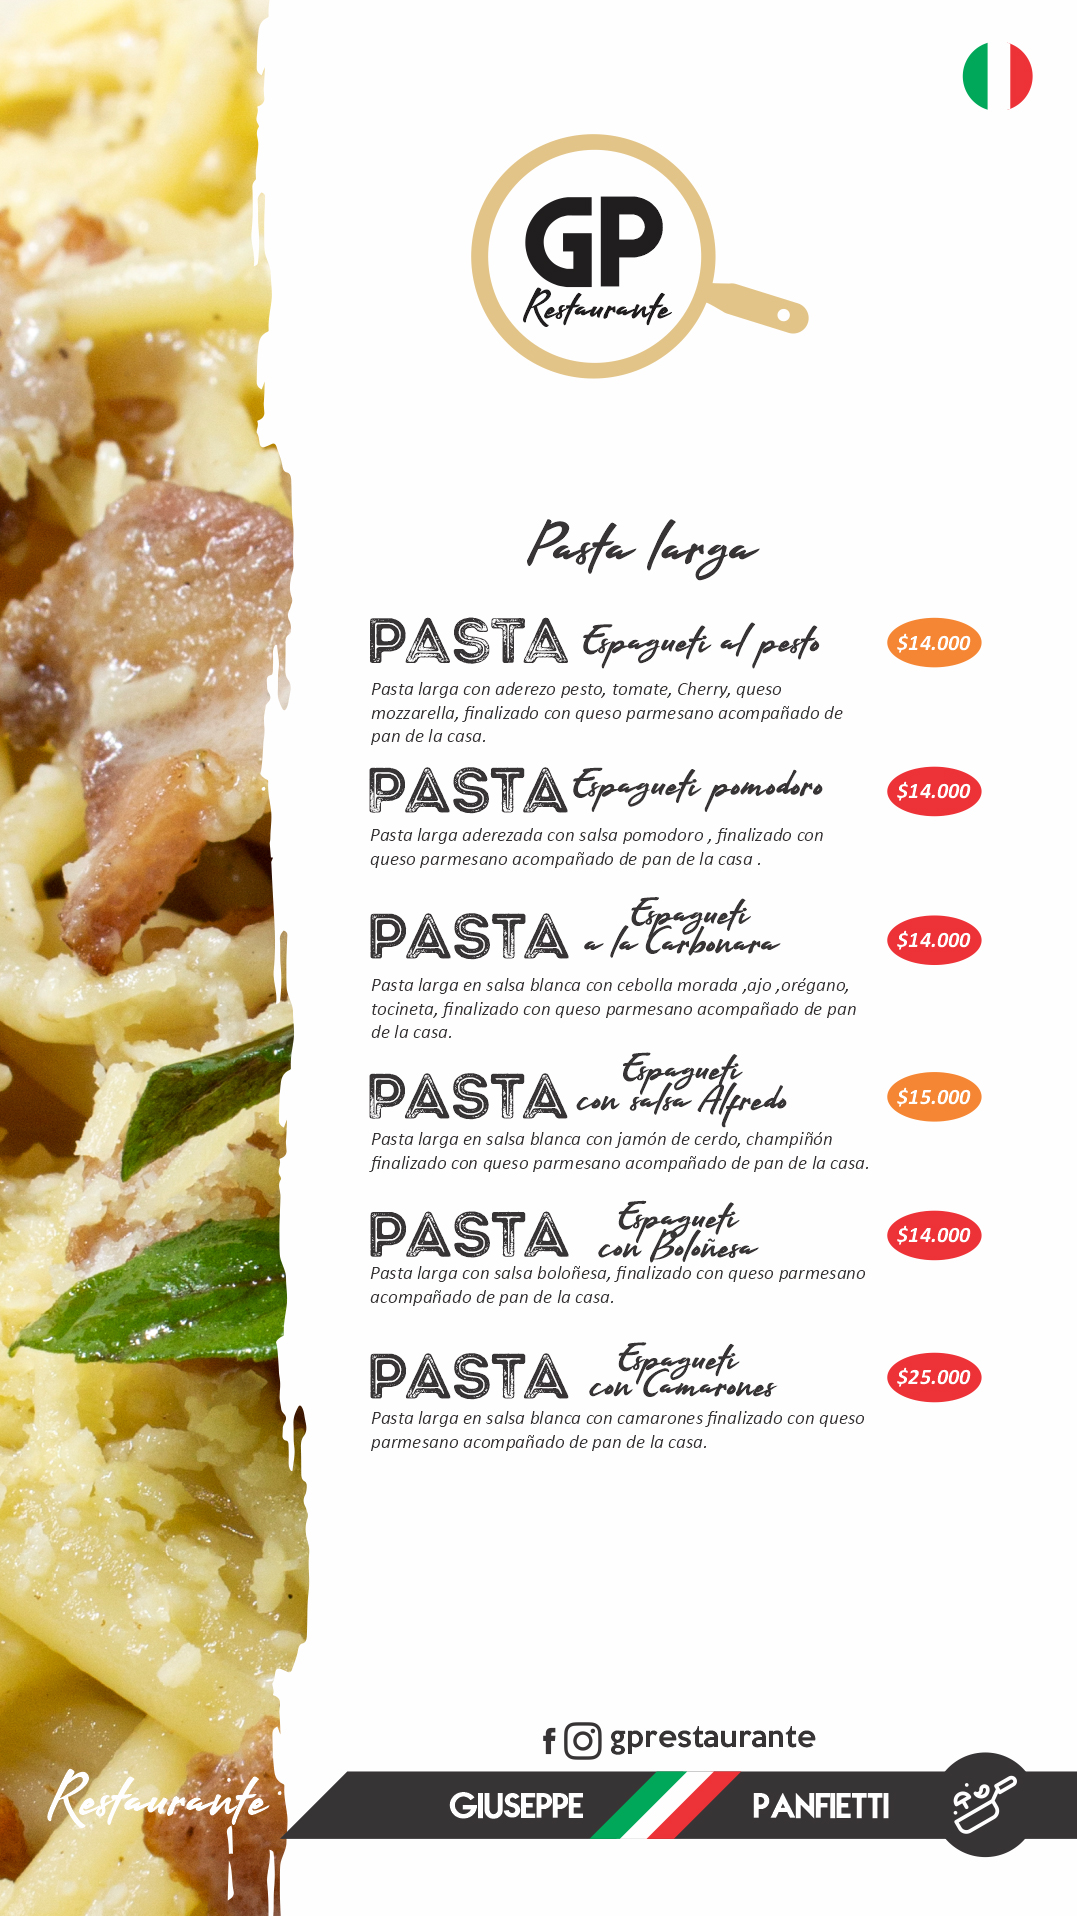 GP
Restaurante
Pasta larga
PASTA Espagueti al pesto $14.000
Pasta larga con aderezo pesto, tomate, Cherry, queso
mozzarella, finalizado con queso parmesano acompañado de
pan de la casa.
PASTA Espagueti pomodoro $14.000
Pasta larga aderezada con salsa pomodoro , finalizado con
queso parmesano acompañado de pan de la casa .
PASTA Espagueti
a la Carbonara $14.000
Pasta larga en salsa blanca con cebolla morada ,ajo ,orégano,
tocineta, finalizado con queso parmesano acompañado de pan
de la casa.
PASTA Espagueti
con salsa Alfredo $15.000
Pasta larga en salsa blanca con jamón de cerdo, champiñón
finalizado con queso parmesano acompañado de pan de la casa.
PASTA Espagueti
con Boloñesa $14.000
Pasta larga con salsa boloñesa, finalizado con queso parmesano
acompañado de pan de la casa.
PASTA Espagueti
con Camarones $25.000
Pasta larga en salsa blanca con camarones finalizado con queso
parmesano acompañado de pan de la casa.
gprestaurante
Restaurante
GIUSEPPE PANFIETTI